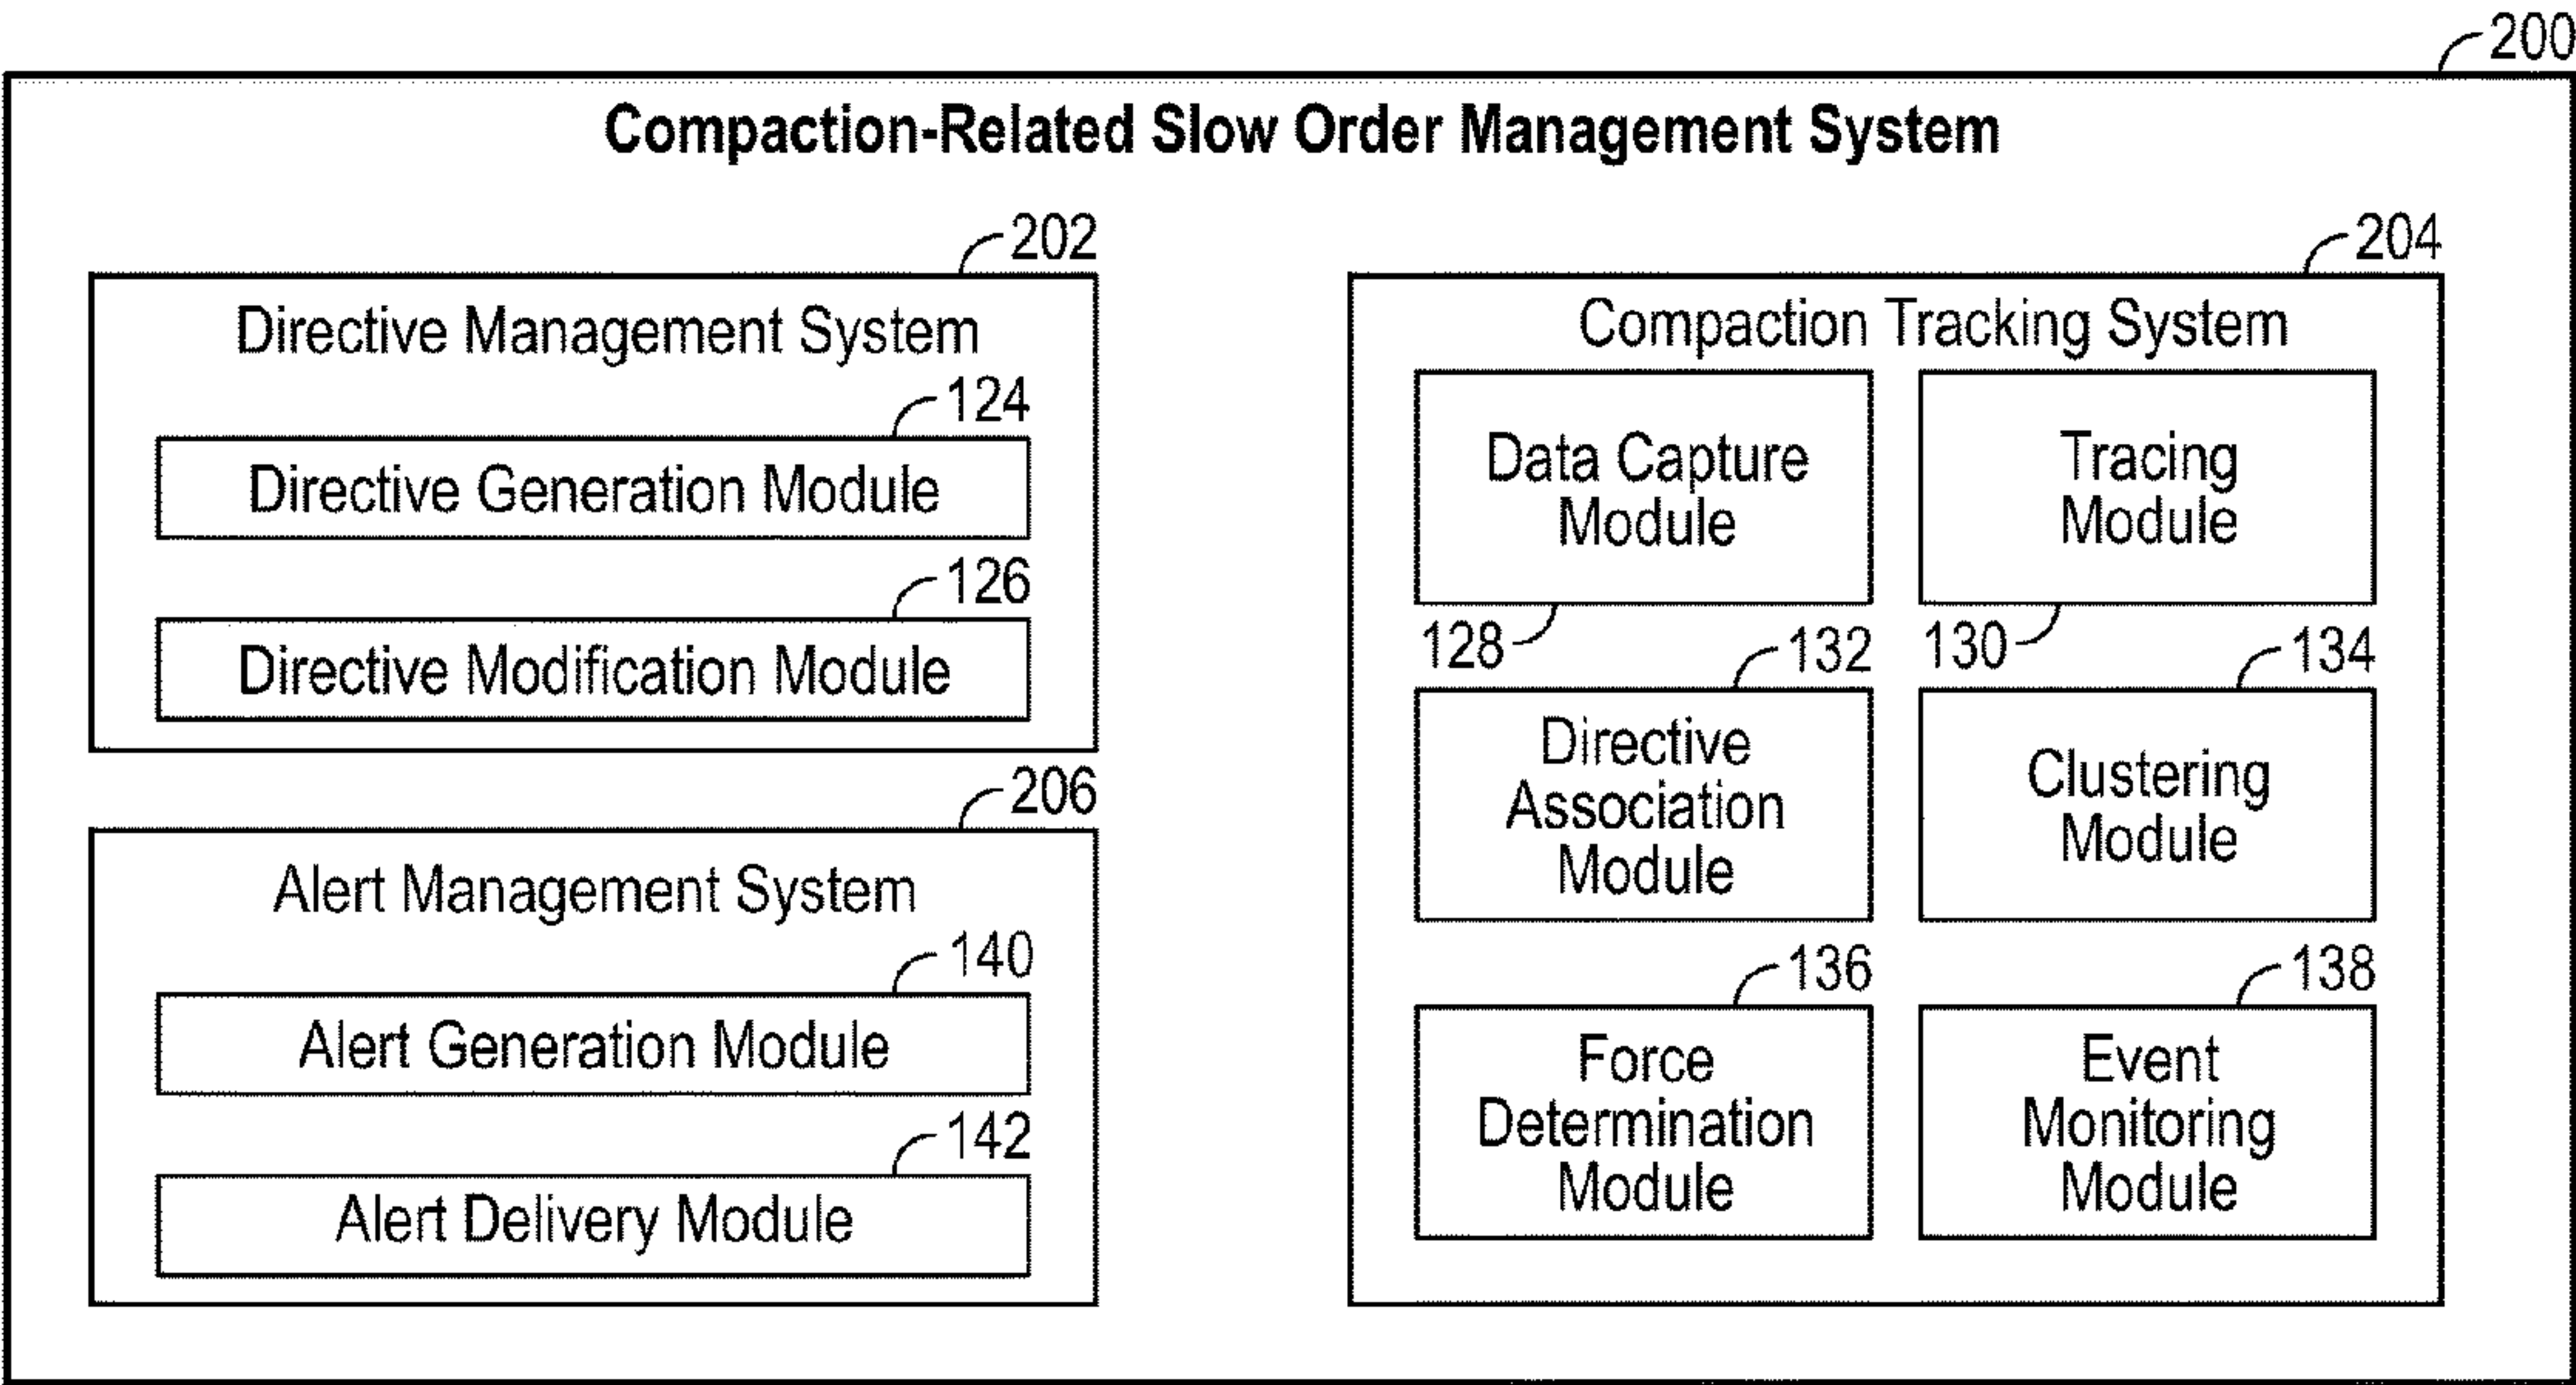 200
Compaction-Related Slow Order Management System
202
Directive Management System
124
Directive Generation Module
126
Directive Modification Module
206
Alert Management System
140
Alert Generation Module
142
Alert Delivery Module
204
Compaction Tracking System
Data Capture
Module
128
Tracing
Module
130
132
Directive
Association
Module
134
Clustering
Module
136
Force
Determination
Module
138
Event
Monitoring
Module